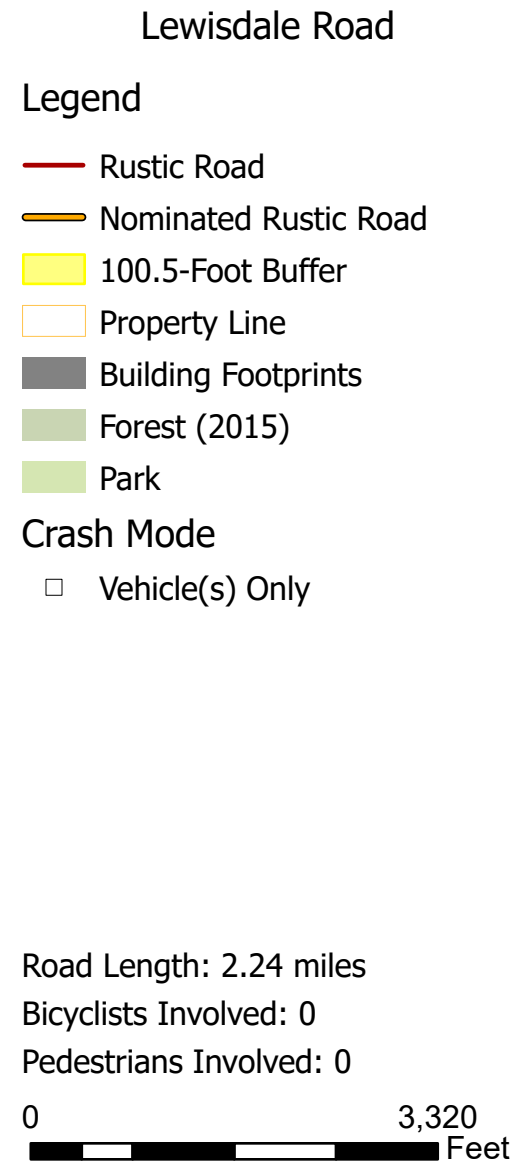 Lewisdale Road
Legend
Rustic Road
Nominated Rustic Road
100.5-Foot Buffer
Property Line
Building Footprints
Forest (2015)
Park
Crash Mode
Vehicle(s) Only
Road Length: 2.24 miles
Bicyclists Involved: 0
Pedestrians Involved: 0
0 3,320
Feet